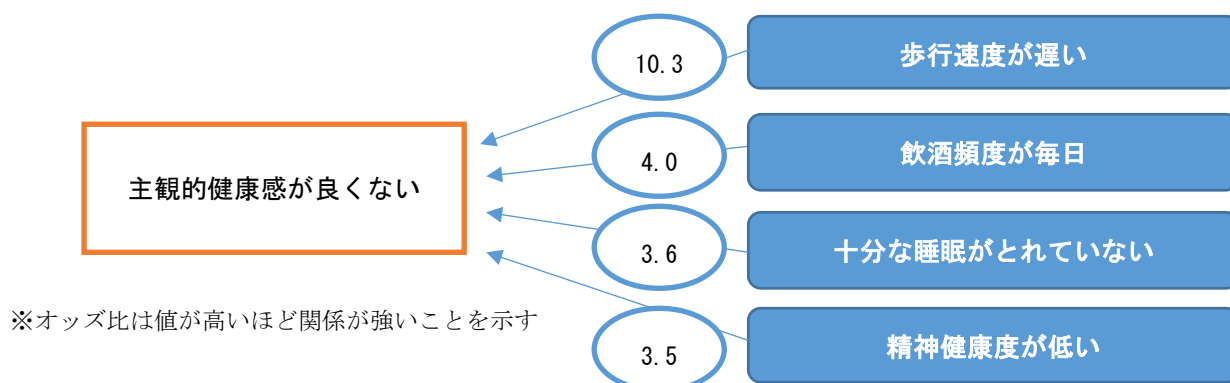 10.3
歩行速度が遅い
4.0
飲酒頻度が毎日
主観的健康感が良くない
3.6
十分な睡眠がとれていない
※オッズ比は値が高いほど関係が強いことを示す
3.5
精神健康度が低い